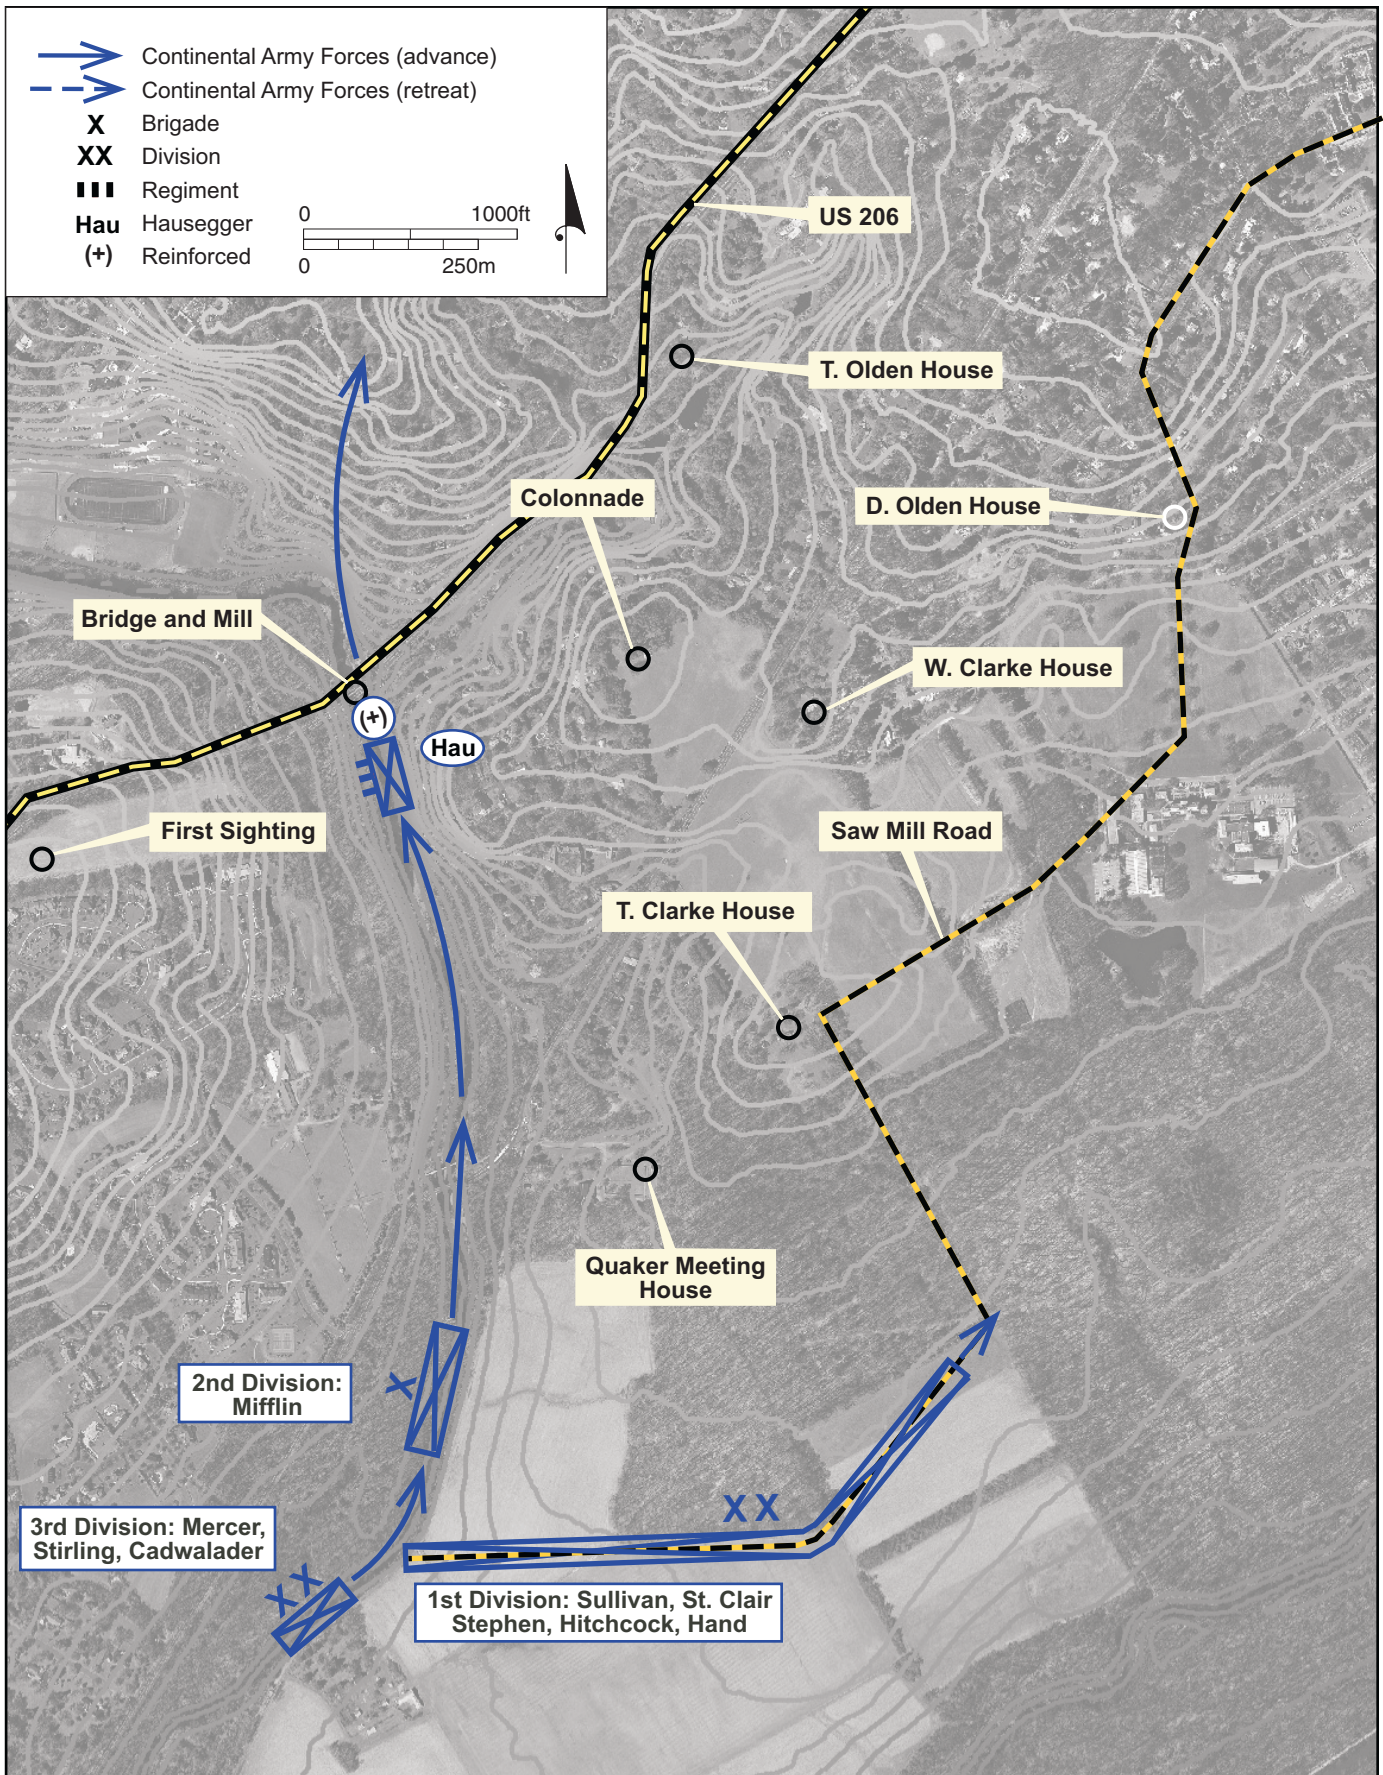 Continental Army Forces (advance)
Continental Army Forces (retreat)
X Brigade
XX Division
Regiment
Hau Hausegger
(+) Reinforced
0 1000ft
0 250m
US 206
T. Olden House
Colonnade
D. Olden House
Bridge and Mill
W. Clarke House
(+)
Hau
First Sighting
Saw Mill Road
T. Clarke House
Quaker Meeting
House
2nd Division:
Mifflin
X
XX
3rd Division: Mercer,
Stirling, Cadwalader
XX
1st Division: Sullivan, St. Clair
Stephen, Hitchcock, Hand